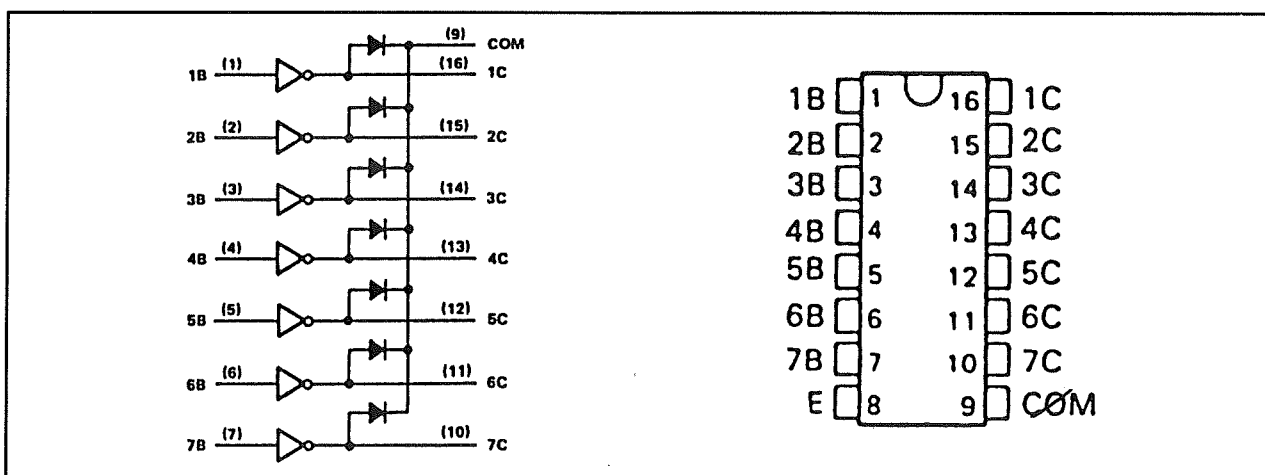 (9) COM
1B (1) (16) 1C
2B (2) (15) 2C
3B (3) (14) 3C
4B (4) (13) 4C
5B (5) (12) 5C
6B (6) (11) 6C
7B (7) (10) 7C
1B 1 16 1C
2B 2 15 2C
3B 3 14 3C
4B 4 13 4C
5B 5 12 5C
6B 6 11 6C
7B 7 10 7C
E 8 9 COM